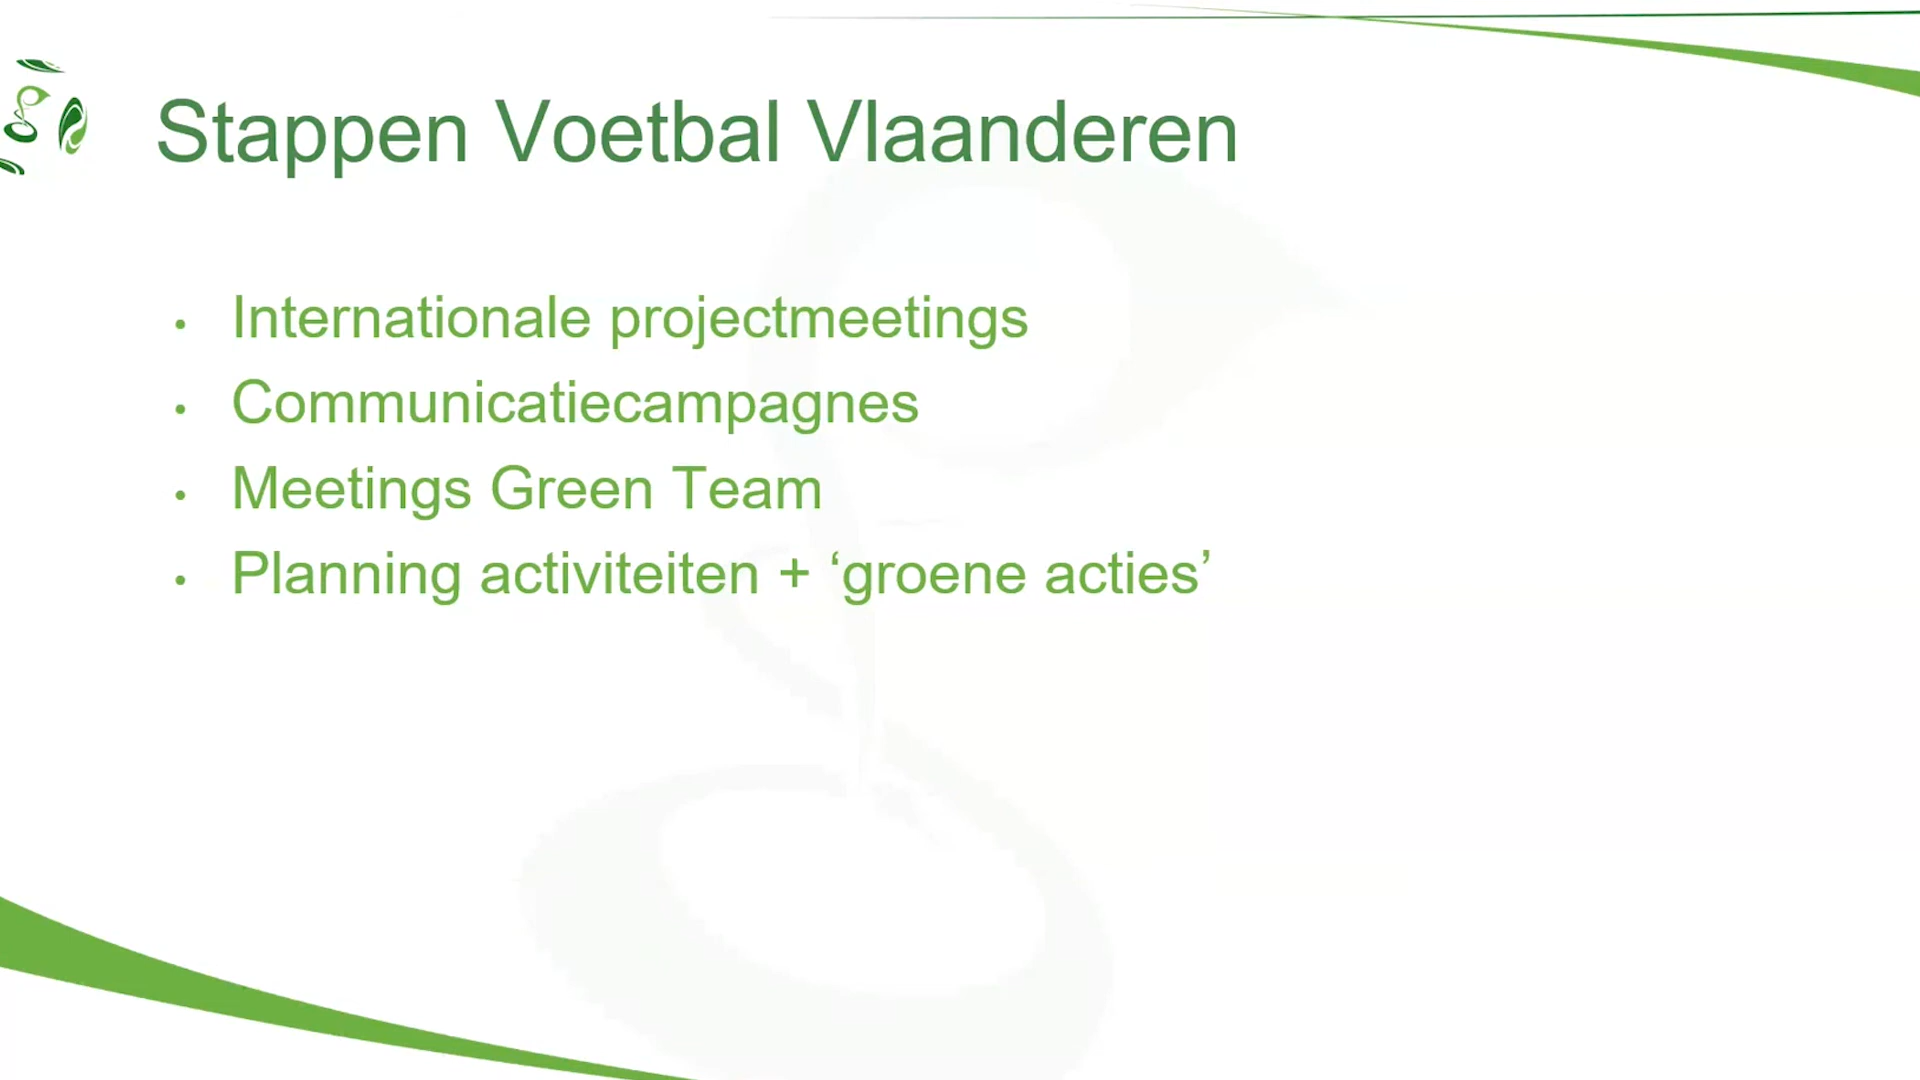 Stappen Voetbal Vlaanderen
• Internationale projectmeetings
• Communicatiecampagnes
• Meetings Green Team
• Planning activiteiten + ‘groene acties’